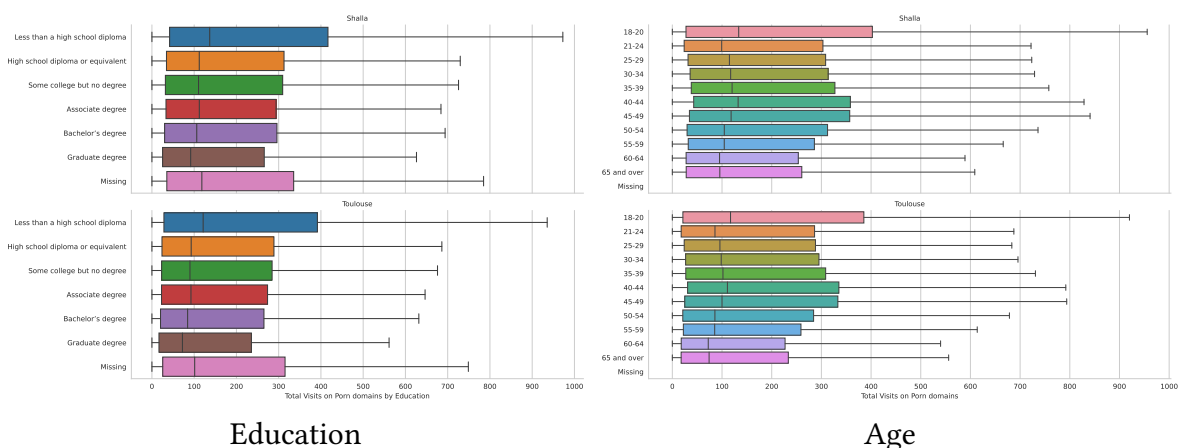 Shalla
Less than a high school diploma
High school diploma or equivalent
Some college but no degree
Associate degree
Bachelor's degree
Graduate degree
Missing
Toulouse
Less than a high school diploma
High school diploma or equivalent
Some college but no degree
Associate degree
Bachelor's degree
Graduate degree
Missing
0 100 200 300 400 500 600 700 800 900 1000
Total Visits on Porn domains by Education
Education
Shalla
18-20
21-24
25-29
30-34
35-39
40-44
45-49
50-54
55-59
60-64
65 and over
Missing
Toulouse
18-20
21-24
25-29
30-34
35-39
40-44
45-49
50-54
55-59
60-64
65 and over
Missing
0 100 200 300 400 500 600 700 800 900 1000
Total Visits on Porn domains
Age